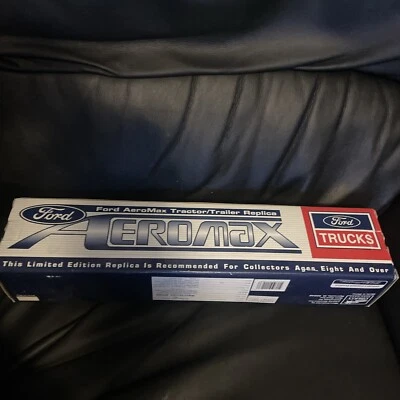 Ford
Ford AeroMax Tractor/Trailer Replica
AEROMAX
Ford
TRUCKS
This Limited Edition Replica Is Recommended For Collectors Ages Eight And Over